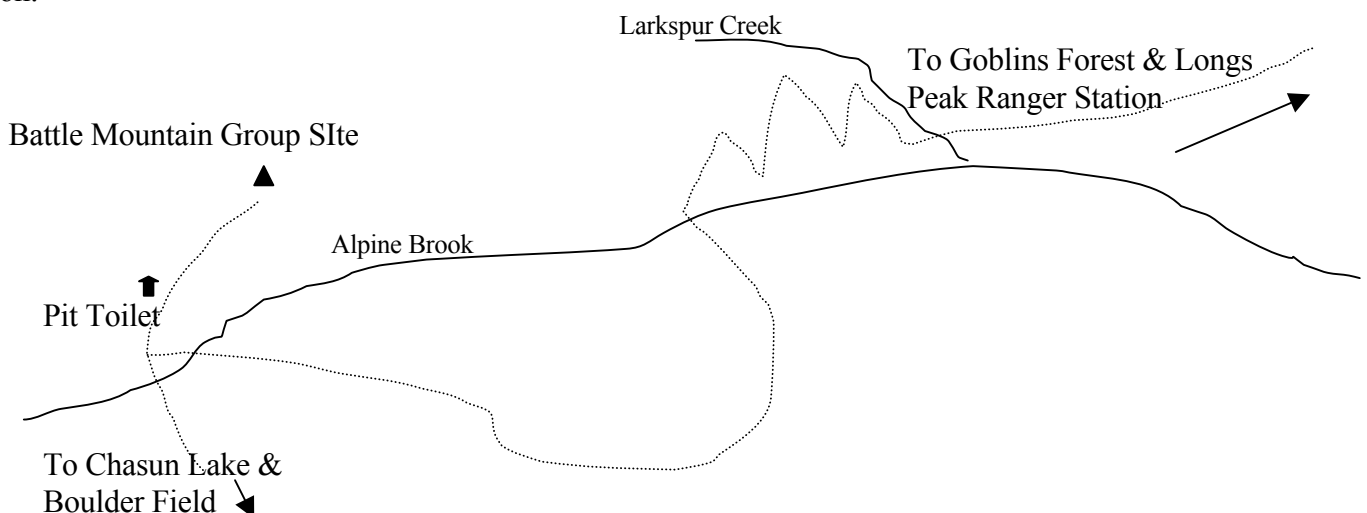 on.
Larkspur Creek
To Goblins Forest & Longs
Peak Ranger Station
Battle Mountain Group SIte
Alpine Brook
Pit Toilet
To Chasun Lake &
Boulder Field